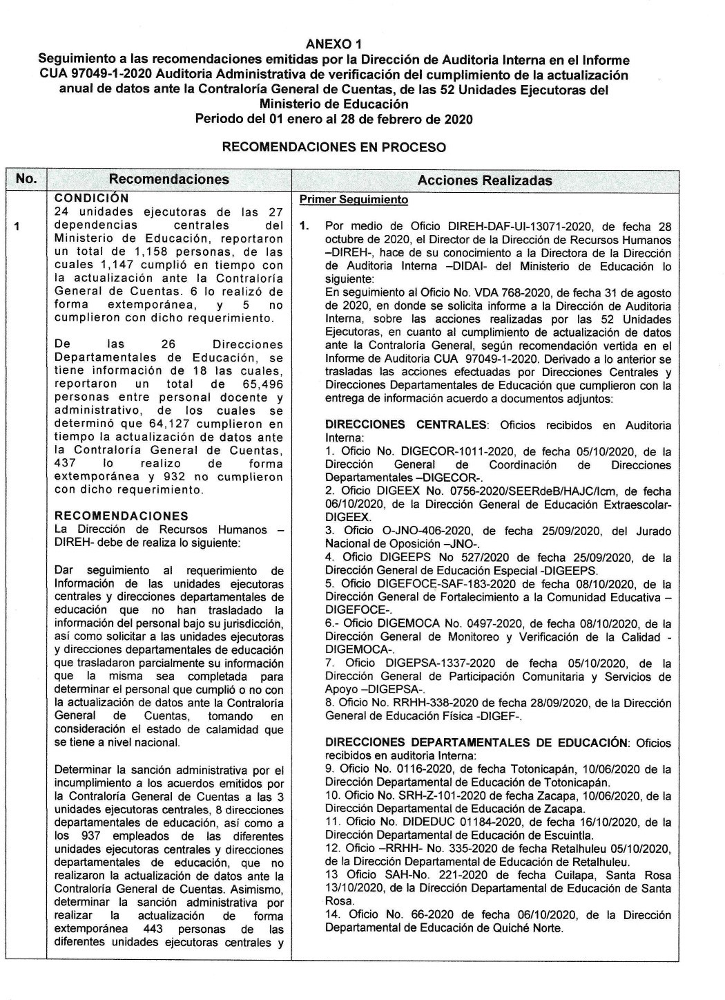 ANEXO 1
Seguimiento a las recomendaciones emitidas por la Dirección de Auditoria Interna en el Informe
CUA 97049-1-2020 Auditoria Administrativa de verificación del cumplimiento de la actualización
anual de datos ante la Contraloría General de Cuentas, de las 52 Unidades Ejecutoras del
Ministerio de Educación
Periodo del 01 enero al 28 de febrero de 2020
RECOMENDACIONES EN PROCESO
No.
Recomendaciones
Acciones Realizadas
1
CONDICIÓN
24 unidades ejecutoras de las 27
dependencias centrales del
Ministerio de Educación, reportaron
un total de 1,158 personas, de las
cuales 1,147 cumplió en tiempo con
la actualización ante la Contraloría
General de Cuentas. 6 lo realizó de
forma extemporánea, y 5 no
cumplieron con dicho requerimiento.
De las 26 Direcciones
Departamentales de Educación, se
tiene información de 18 las cuales,
reportaron un total de 65,496
personas entre personal docente y
administrativo, de los cuales se
determinó que 64,127 cumplieron en
tiempo la actualización de datos ante
la Contraloría General de Cuentas,
437 lo realizo de forma
extemporánea y 932 no cumplieron
con dicho requerimiento.
RECOMENDACIONES
La Dirección de Recursos Humanos –
DIREH- debe de realiza lo siguiente:
Dar seguimiento al requerimiento de
Información de las unidades ejecutoras
centrales y direcciones departamentales de
educación que no han trasladado la
información del personal bajo su jurisdicción,
así como solicitar a las unidades ejecutoras
y direcciones departamentales de educación
que trasladaron parcialmente su información
que la misma sea completada para
determinar el personal que cumplió o no con
la actualización de datos ante la Contraloría
General de Cuentas, tomando en
consideración el estado de calamidad que
se tiene a nivel nacional.
Determinar la sanción administrativa por el
incumplimiento a los acuerdos emitidos por
la Contraloría General de Cuentas a las 3
unidades ejecutoras centrales, 8 direcciones
departamentales de educación, así como a
los 937 empleados de las diferentes
unidades ejecutoras centrales y direcciones
departamentales de educación, que no
realizaron la actualización de datos ante la
Contraloría General de Cuentas. Asimismo,
determinar la sanción administrativa por
realizar la actualización de forma
extemporánea 443 personas de las
diferentes unidades ejecutoras centrales y
Primer Seguimiento
1. Por medio de Oficio DIREH-DAF-UI-13071-2020, de fecha 28
octubre de 2020, el Director de la Dirección de Recursos Humanos
–DIREH-, hace de su conocimiento a la Directora de la Dirección
de Auditoria Interna –DIDAI- del Ministerio de Educación lo
siguiente:
En seguimiento al Oficio No. VDA 768-2020, de fecha 31 de agosto
de 2020, en donde se solicita informe a la Dirección de Auditoria
Interna, sobre las acciones realizadas por las 52 Unidades
Ejecutoras, en cuanto al cumplimiento de actualización de datos
ante la Contraloría General, según recomendación vertida en el
Informe de Auditoria CUA 97049-1-2020. Derivado a lo anterior se
trasladas las acciones efectuadas por Direcciones Centrales y
Direcciones Departamentales de Educación que cumplieron con la
entrega de información acuerdo a documentos adjuntos:
DIRECCIONES CENTRALES: Oficios recibidos en Auditoria
Interna:
1. Oficio No. DIGECOR-1011-2020, de fecha 05/10/2020, de la
Dirección General de Coordinación de Direcciones
Departamentales –DIGECOR-.
2. Oficio DIGEEX No. 0756-2020/SEERdeB/HAJC/lcm, de fecha
06/10/2020, de la Dirección General de Educación Extraescolar-
DIGEEX.
3. Oficio O-JNO-406-2020, de fecha 25/09/2020, del Jurado
Nacional de Oposición –JNO-.
4. Oficio DIGEEPS No 527/2020 de fecha 25/09/2020, de la
Dirección General de Educación Especial -DIGEEPS.
5. Oficio DIGEFOCE-SAF-183-2020 de fecha 08/10/2020, de la
Dirección General de Fortalecimiento a la Comunidad Educativa –
DIGEFOCE-.
6.- Oficio DIGEMOCA No. 0497-2020, de fecha 08/10/2020, de la
Dirección General de Monitoreo y Verificación de la Calidad -
DIGEMOCA-.
7. Oficio DIGEPSA-1337-2020 de fecha 05/10/2020, de la
Dirección General de Participación Comunitaria y Servicios de
Apoyo –DIGEPSA-.
8. Oficio No. RRHH-338-2020 de fecha 28/09/2020, de la Dirección
General de Educación Física -DIGEF-.
DIRECCIONES DEPARTAMENTALES DE EDUCACIÓN: Oficios
recibidos en auditoria Interna:
9. Oficio No. 0116-2020, de fecha Totonicapán, 10/06/2020 de la
Dirección Departamental de Educación de Totonicapán.
10. Oficio No. SRH-Z-101-2020 de fecha Zacapa, 10/06/2020, de la
Dirección Departamental de Educación de Zacapa.
11. Oficio No. DIDEDUC 01184-2020, de fecha 16/10/2020, de la
Dirección Departamental de Educación de Escuintla.
12. Oficio –RRHH- No. 335-2020 de fecha Retalhuleu 05/10/2020,
de la Dirección Departamental de Educación de Retalhuleu.
13 Oficio SAH-No. 221-2020 de fecha Cuilapa, Santa Rosa
13/10/2020, de la Dirección Departamental de Educación de Santa
Rosa.
14. Oficio No. 66-2020 de fecha 06/10/2020, de la Dirección
Departamental de Educación de Quiché Norte.